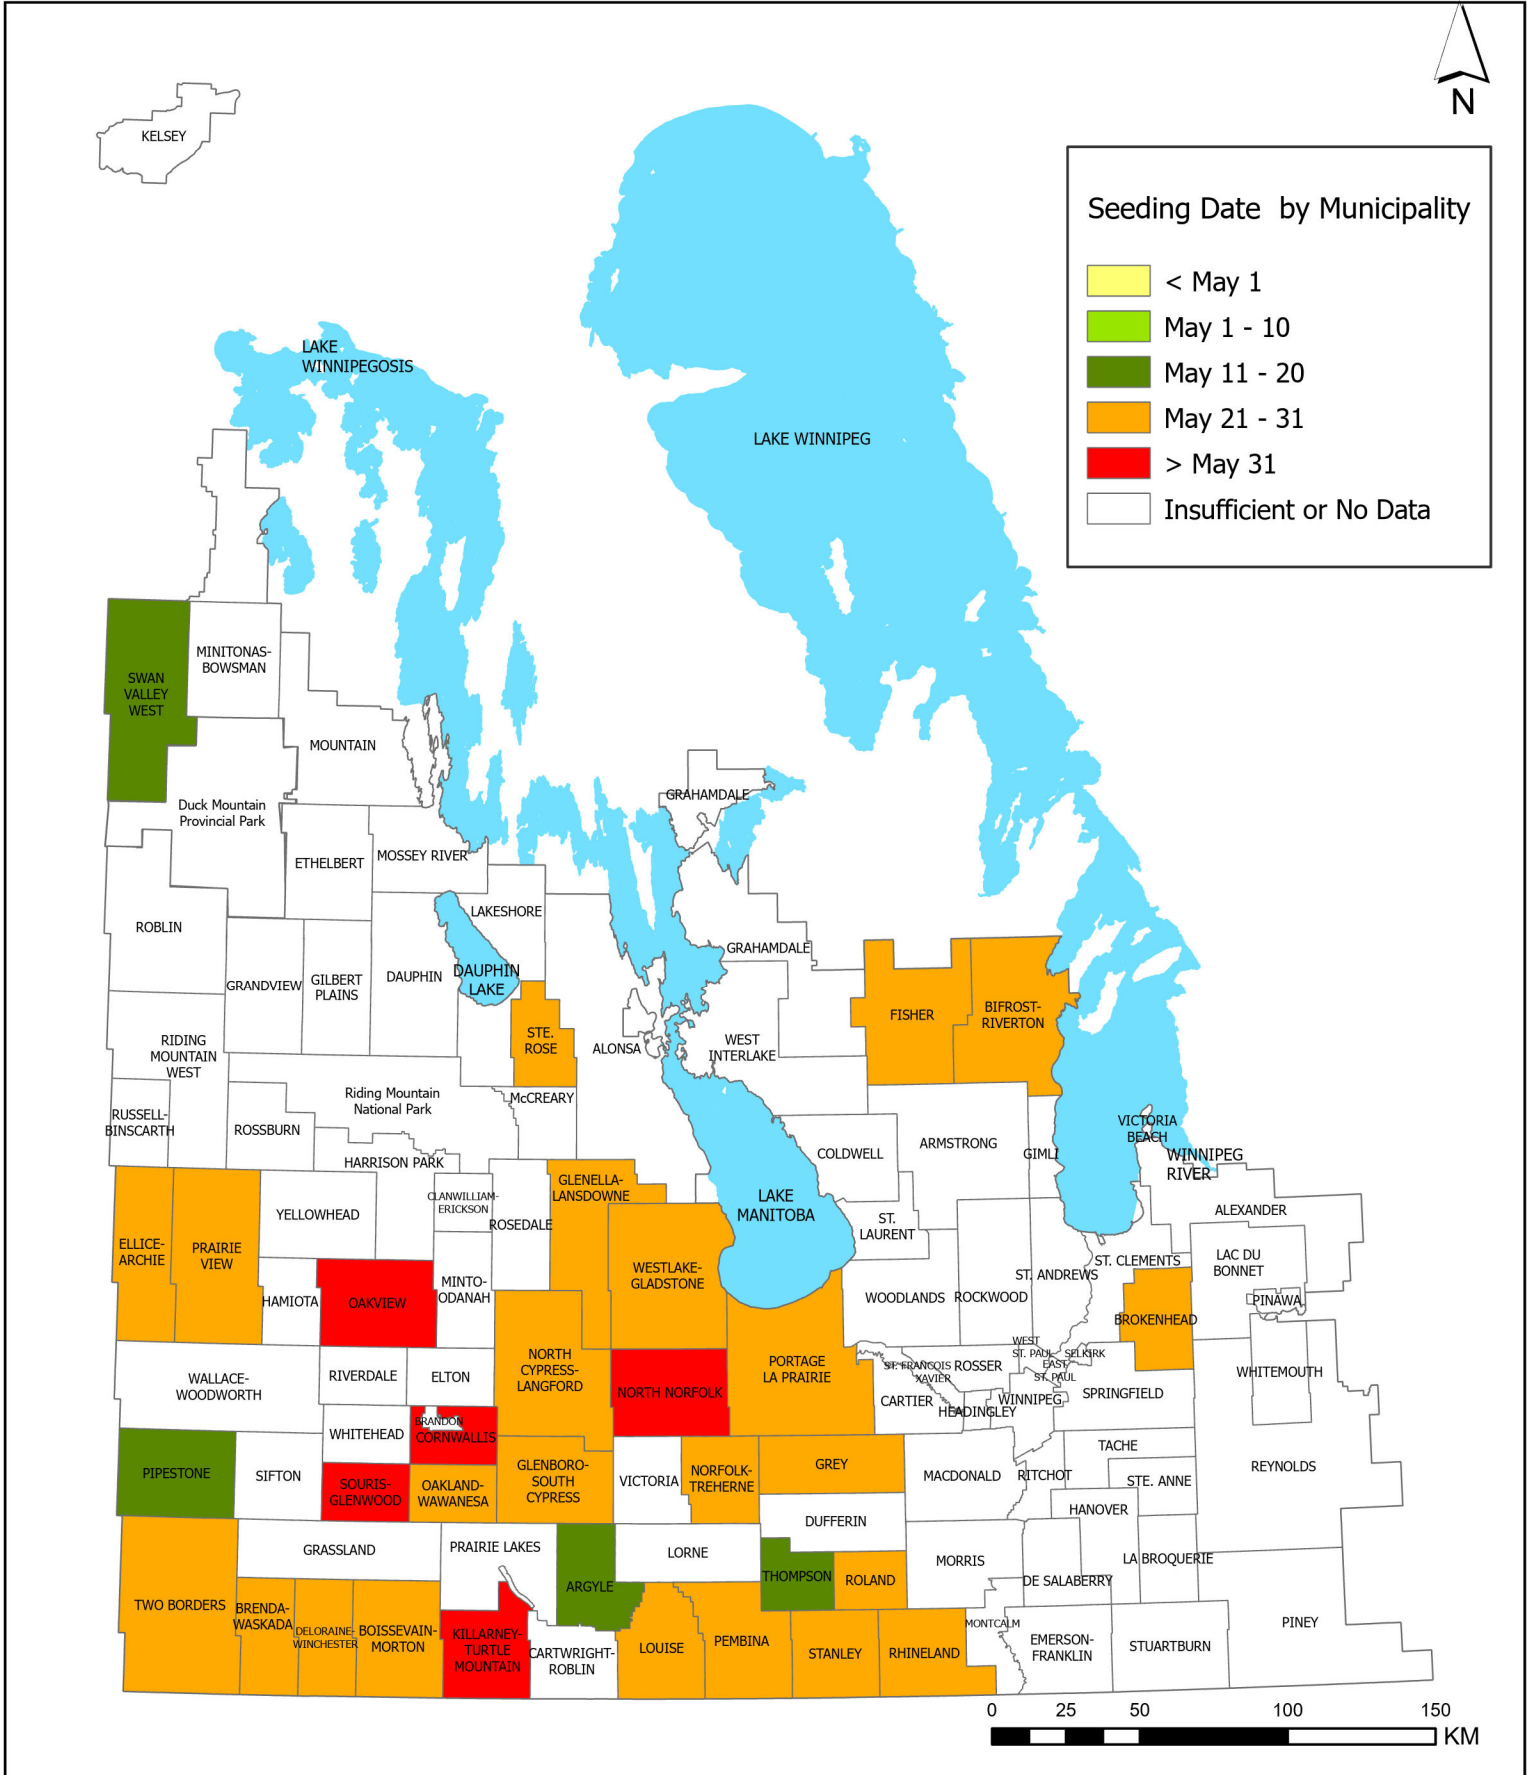 N
KELSEY
Seeding Date by Municipality
< May 1
May 1 - 10
May 11 - 20
May 21 - 31
> May 31
Insufficient or No Data
LAKE
WINNIPEGOSIS
LAKE WINNIPEG
MINITONAS-
BOWSMAN
SWAN
VALLEY
WEST
MOUNTAIN
Duck Mountain
Provincial Park
GRAHAMDALE
ETHELBERT
MOSSEY RIVER
ROBLIN
LAKESHORE
GRAHAMDALE
GRANDVIEW
GILBERT
PLAINS
DAUPHIN
DAUPHIN
LAKE
FISHER
BIFROST-
RIVERTON
STE.
ROSE
ALONSA
WEST
INTERLAKE
RIDING
MOUNTAIN
WEST
Riding Mountain
National Park
McCREARY
RUSSELL-
BINSCARTH
ROSSBURN
HARRISON PARK
COLDWELL
ARMSTRONG
GIMLI
VICTORIA
BEACH
WINNIPEG
RIVER
CLANWILLIAM-
ERICKSON
GLENELLA-
LANSDOWNE
LAKE
MANITOBA
YELLOWHEAD
ROSEDALE
ST.
LAURENT
ALEXANDER
ELLICE-
ARCHIE
PRAIRIE
VIEW
WESTLAKE-
GLADSTONE
ST. CLEMENTS
LAC DU
BONNET
ST. ANDREWS
HAMIOTA
OAKVIEW
MINTO-
ODANAH
WOODLANDS
ROCKWOOD
PINAWA
BROKENHEAD
NORTH
CYPRESS-
LANGFORD
PORTAGE
LA PRAIRIE
WEST
ST. PAUL
SELKIRK
EAST
ST. PAUL
ST. FRANÇOIS
XAVIER
ROSSER
WALLACE-
WOODWORTH
RIVERDALE
ELTON
NORTH NORFOLK
CARTIER
HEADINGLEY
WINNIPEG
SPRINGFIELD
WHITEMOUTH
WHITEHEAD
BRANDON
CORNWALLIS
TACHE
PIPESTONE
SIFTON
SOURIS-
GLENWOOD
OAKLAND-
WAWANESA
GLENBORO-
SOUTH
CYPRESS
VICTORIA
NORFOLK-
TREHERNE
GREY
MACDONALD
RITCHOT
STE. ANNE
REYNOLDS
HANOVER
DUFFERIN
GRASSLAND
PRAIRIE LAKES
LORNE
MORRIS
LA BROQUERIE
ARGYLE
THOMPSON
ROLAND
DE SALABERRY
TWO BORDERS
BRENDA-
WASKADA
DELORAINE-
WINCHESTER
BOISSEVAIN-
MORTON
KILLARNEY-
TURTLE
MOUNTAIN
CARTWRIGHT-
ROBLIN
LOUISE
PEMBINA
STANLEY
RHINELAND
MONTCALM
EMERSON-
FRANKLIN
STUARTBURN
PINEY
0 25 50 100 150
KM